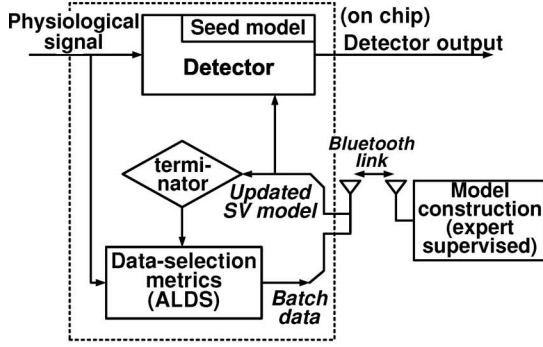 Physiological
signal
Seed model
Detector
(on chip)
Detector output
termi-
nator
Updated
SV model
Bluetooth
link
Model
construction
(expert
supervised)
Data-selection
metrics
(ALDS)
Batch
data